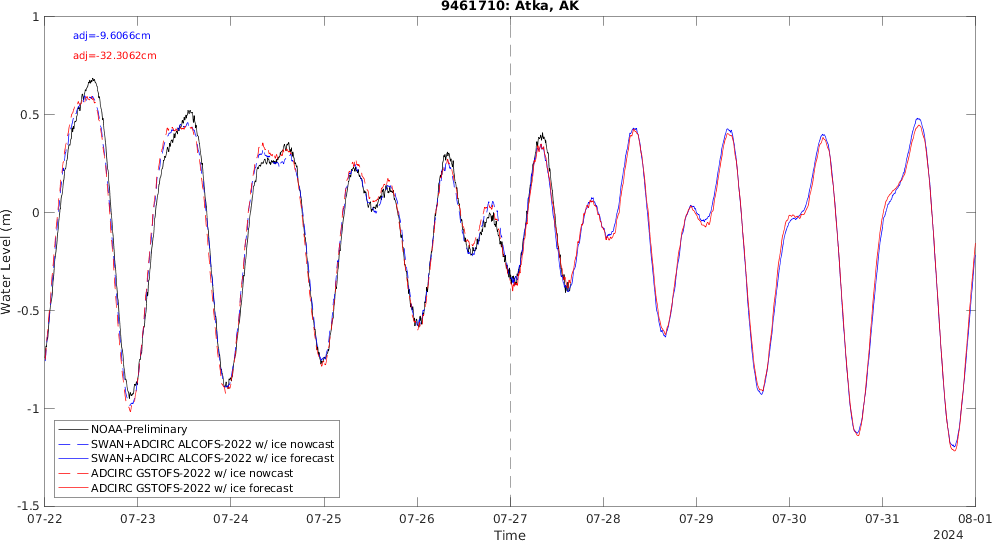 9461710: Atka, AK
adj=-9.6066cm
adj=-32.3062cm
Water Level (m)
1
0.5
0
-0.5
-1
-1.5
NOAA-Preliminary
SWAN+ADCIRC ALCOFS-2022 w/ ice nowcast
SWAN+ADCIRC ALCOFS-2022 w/ ice forecast
ADCIRC GSTOFS-2022 w/ ice nowcast
ADCIRC GSTOFS-2022 w/ ice forecast
07-22 07-23 07-24 07-25 07-26 07-27 07-28 07-29 07-30 07-31 08-01
Time
2024